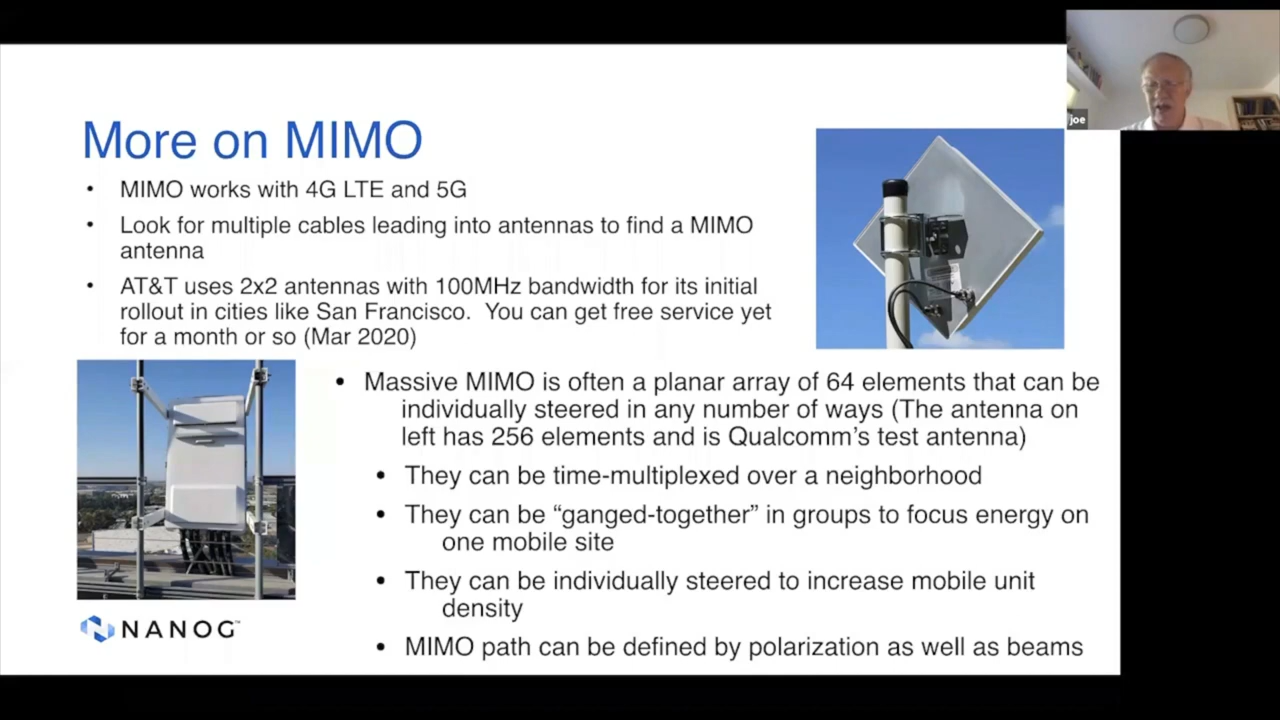 joe
More on MIMO
• MIMO works with 4G LTE and 5G
• Look for multiple cables leading into antennas to find a MIMO
antenna
• AT&T uses 2x2 antennas with 100MHz bandwidth for its initial
rollout in cities like San Francisco. You can get free service yet
for a month or so (Mar 2020)
• Massive MIMO is often a planar array of 64 elements that can be
individually steered in any number of ways (The antenna on
left has 256 elements and is Qualcomm’s test antenna)
• They can be time-multiplexed over a neighborhood
• They can be “ganged-together” in groups to focus energy on
one mobile site
• They can be individually steered to increase mobile unit
density
• MIMO path can be defined by polarization as well as beams
NANOG™